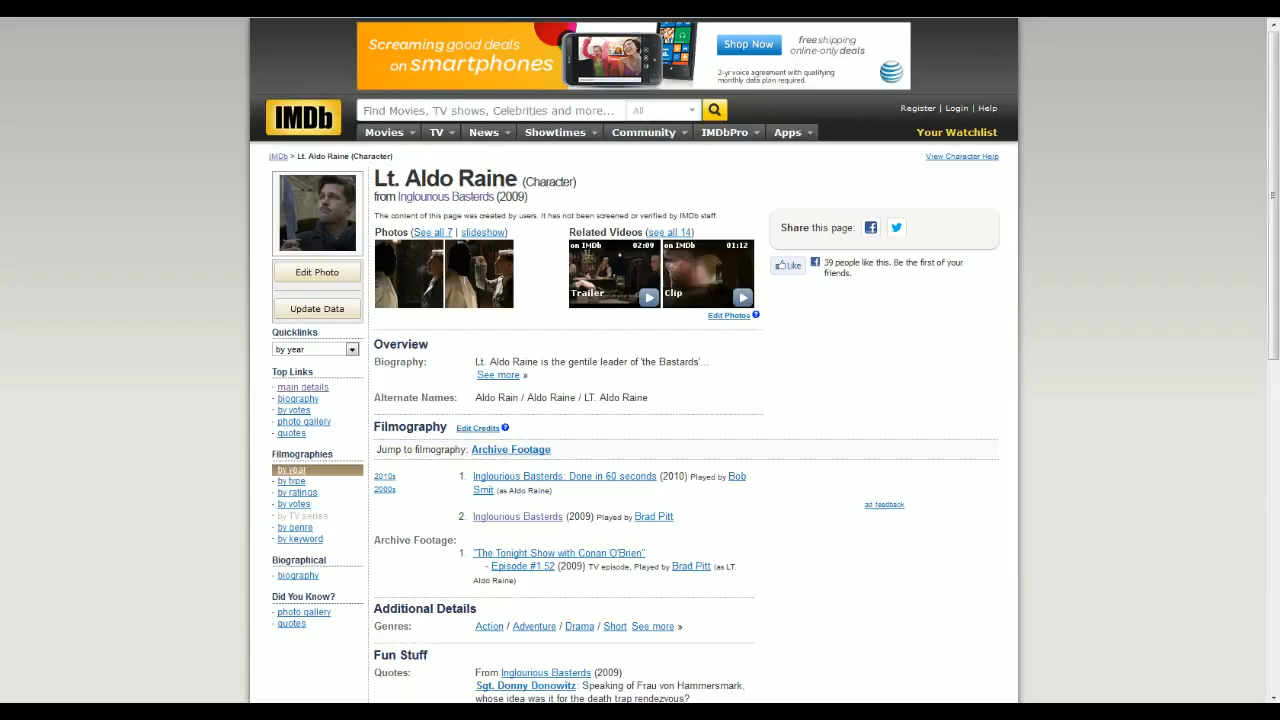 Screaming good deals
on smartphones
Shop Now
free shipping
online-only deals
2-yr voice agreement with qualifying
monthly data plan required.
at&t
IMDb
Find Movies, TV shows, Celebrities and more...
All
Register | Login | Help
Movies TV News Showtimes Community IMDbPro Apps Your Watchlist
IMDb > Lt. Aldo Raine (Character)
View Character Help
Lt. Aldo Raine (Character)
from Inglourious Basterds (2009)
The content of this page was created by users. It has not been screened or verified by IMDb staff.
Photos (See all 7 | slideshow)
Related Videos (see all 14)
on IMDb 02:09
Trailer
on IMDb 01:12
Clip
Edit Photos ?
Share this page:
Like
39 people like this. Be the first of your
friends.
Edit Photo
Update Data
Quicklinks
by year
Top Links
- main details
- biography
- by votes
- photo gallery
- quotes
Filmographies
- by year
- by type
- by ratings
- by votes
- by TV series
- by genre
- by keyword
Biographical
- biography
Did You Know?
- photo gallery
- quotes
Overview
Biography: Lt. Aldo Raine is the gentile leader of 'the Bastards'...
See more »
Alternate Names: Aldo Rain / Aldo Raine / LT. Aldo Raine
Filmography Edit Credits ?
Jump to filmography: Archive Footage
2010s
2000s
1. Inglourious Basterds: Done in 60 seconds (2010) Played by Bob
Smit (as Aldo Raine)
2. Inglourious Basterds (2009) Played by Brad Pitt
ad feedback
Archive Footage:
1. "The Tonight Show with Conan O'Brien"
- Episode #1.52 (2009) TV episode, Played by Brad Pitt (as LT.
Aldo Raine)
Additional Details
Genres: Action / Adventure / Drama / Short See more »
Fun Stuff
Quotes: From Inglourious Basterds (2009)
Sgt. Donny Donowitz: Speaking of Frau von Hammersmark,
whose idea was it for the death trap rendezvous?